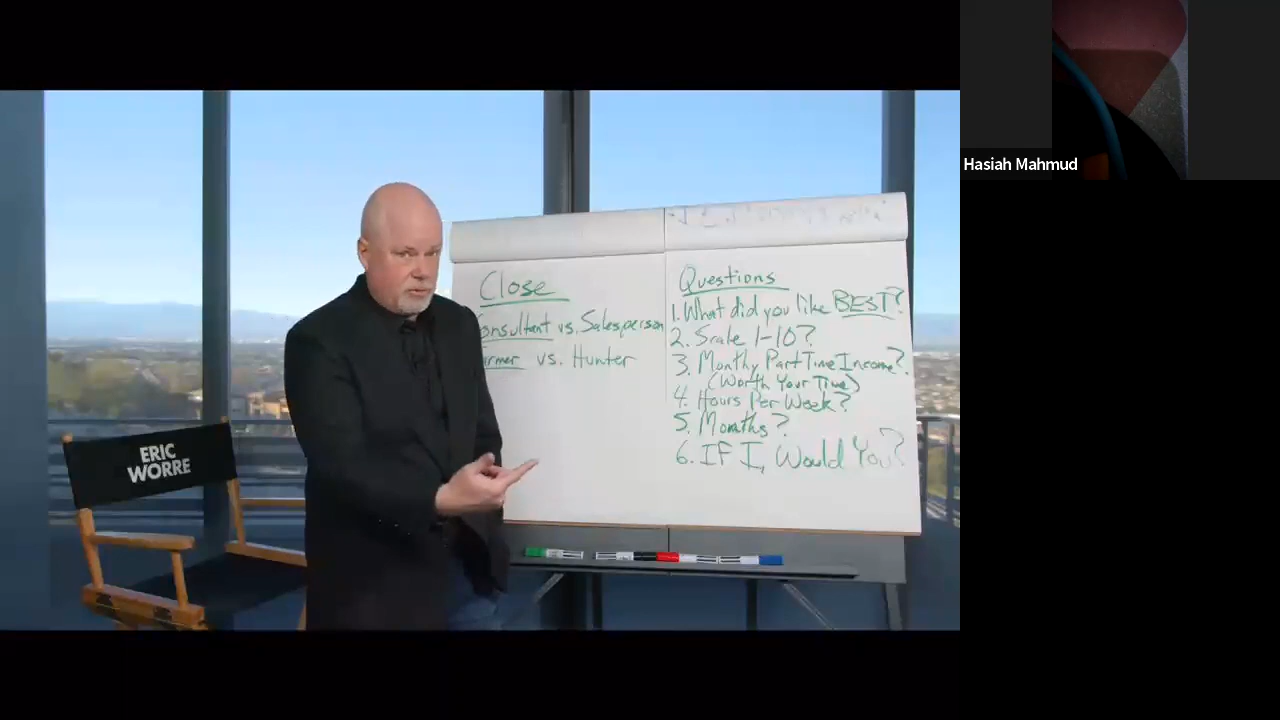 Hasiah Mahmud
ERIC
WORRE
Close
onsultant vs. Salesperson
rmer vs. Hunter
Questions
1. What did you like BEST?
2. Scale 1-10?
3. Monthy Part Time Income?
(Worth Your Time)
4. Hours Per Week?
5. Months?
6. IF I, Would You?